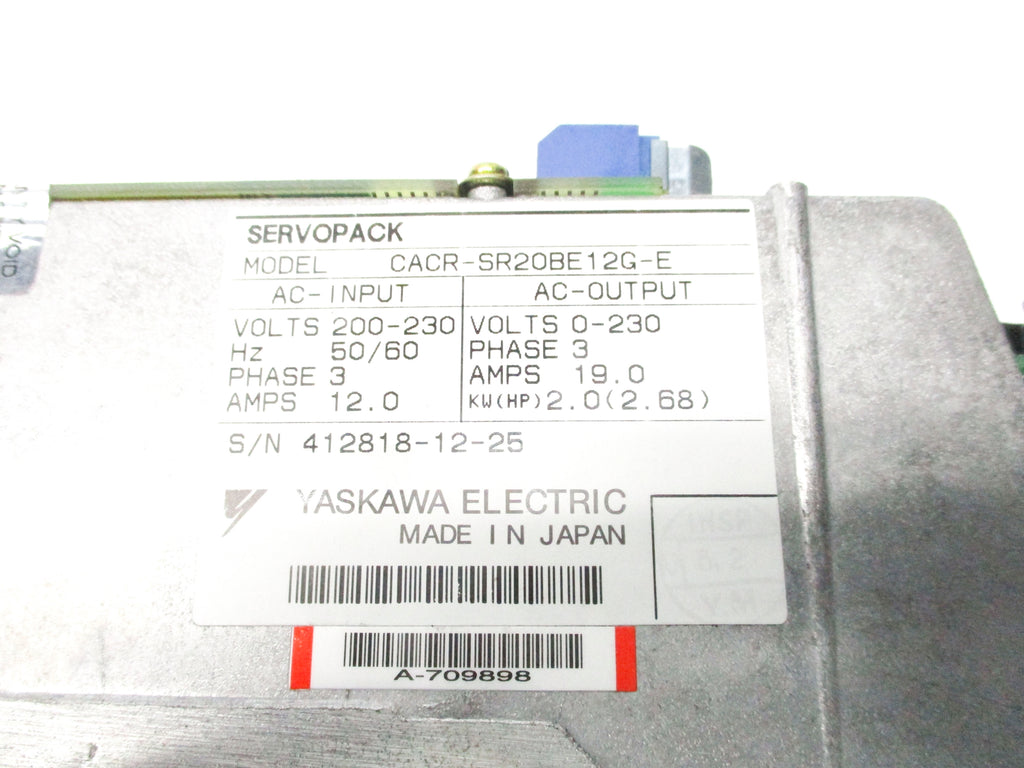 SERVOPACK
MODEL CACR-SR20BE12G-E
AC-INPUT AC-OUTPUT
VOLTS 200-230 VOLTS 0-230
Hz 50/60 PHASE 3
PHASE 3 AMPS 19.0
AMPS 12.0 KW(HP) 2.0(2.68)
S/N 412818-12-25
YASKAWA ELECTRIC
MADE IN JAPAN
A-709898
VOID